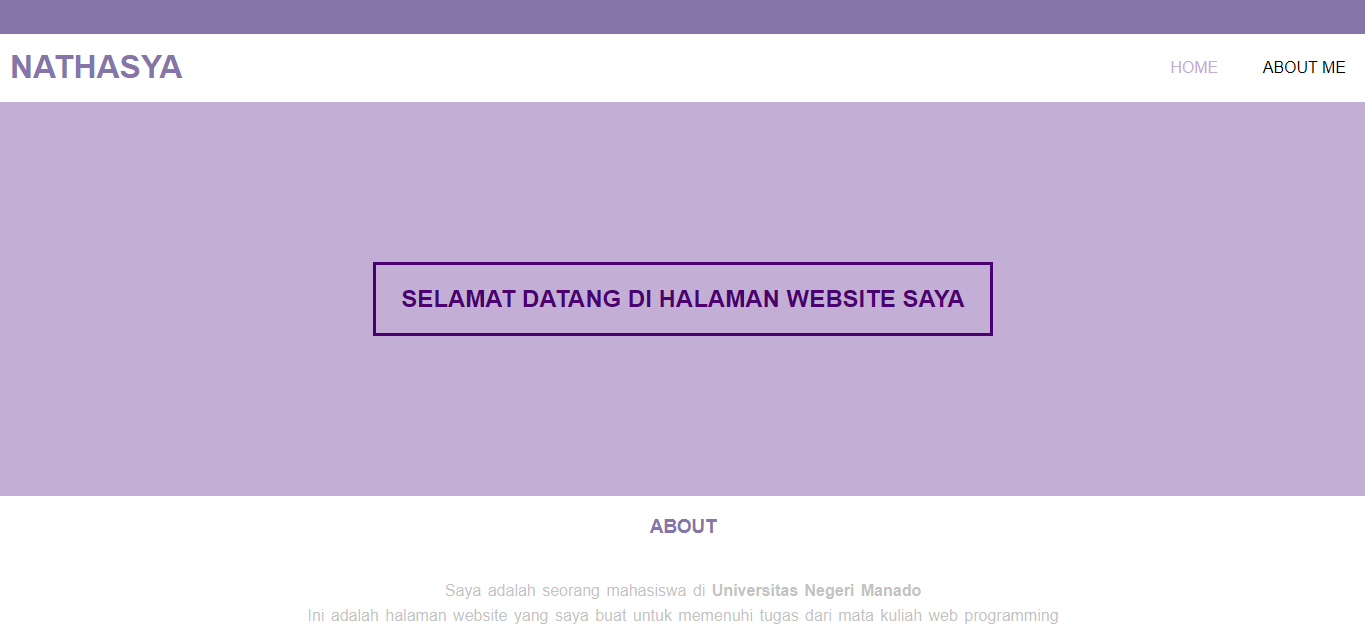 NATHASYA
HOME ABOUT ME
SELAMAT DATANG DI HALAMAN WEBSITE SAYA
ABOUT
Saya adalah seorang mahasiswa di Universitas Negeri Manado
Ini adalah halaman website yang saya buat untuk memenuhi tugas dari mata kuliah web programming